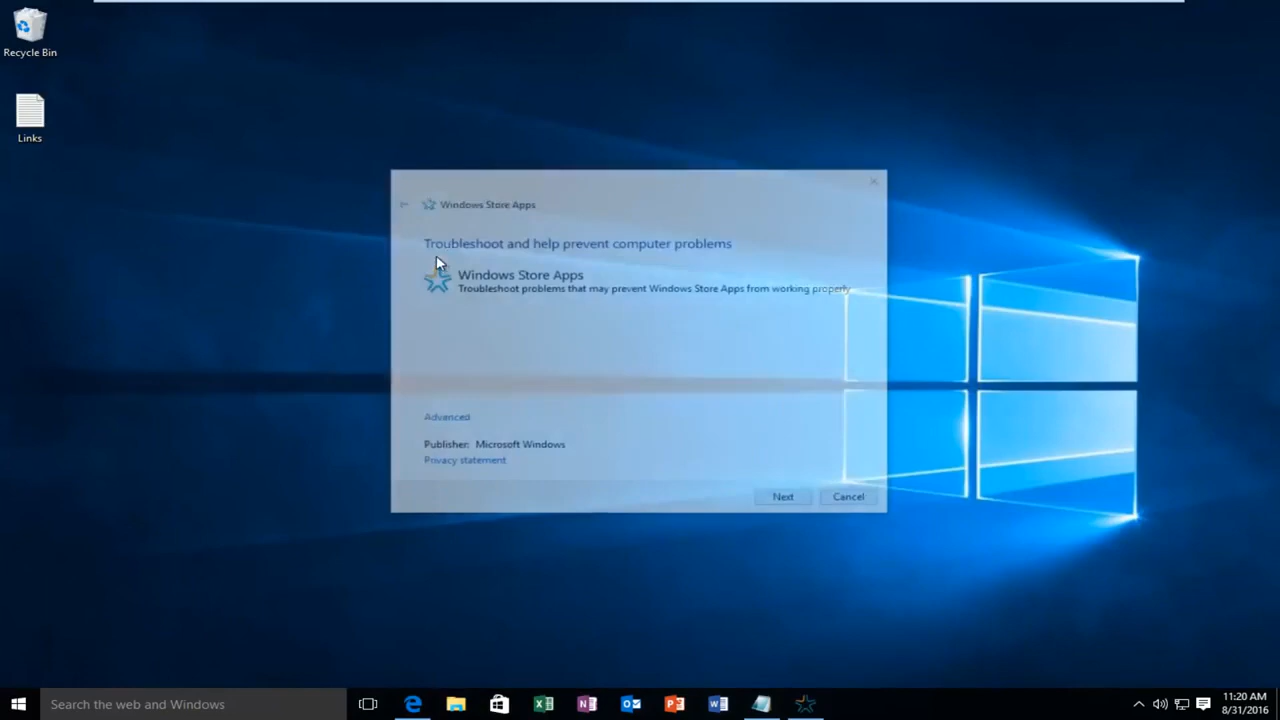 Recycle Bin
Links
Windows Store Apps
Troubleshoot and help prevent computer problems
Windows Store Apps
Troubleshoot problems that may prevent Windows Store Apps from working properly
Advanced
Publisher: Microsoft Windows
Privacy statement
Next
Cancel
Search the web and Windows
11:20 AM
8/31/2016